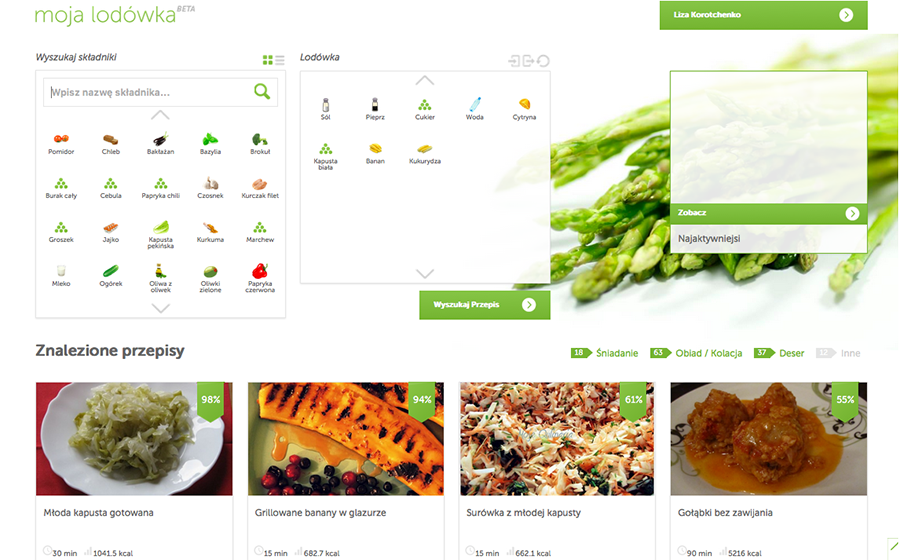 moja lodówka BETA
Liza Korotchenko
Wyszukaj składniki
Lodówka
Wpisz nazwę składnika...
Pomidor Chleb Bakłażan Bazylia Brokuł
Burak cały Cebula Papryka chili Czosnek Kurczak filet
Groszek Jajko Kapusta pekińska Kurkuma Marchew
Mleko Ogórek Oliwa z oliwek Oliwki zielone Papryka czerwona
Sól Pieprz Cukier Woda Cytryna
Kapusta biała Banan Kukurydza
Zobacz
Najaktywniejsi
Wyszukaj Przepis
Znalezione przepisy
18 Śniadanie 63 Obiad / Kolacja 37 Deser 12 Inne
98%
94%
61%
55%
Młoda kapusta gotowana
Grillowane banany w glazurze
Surówka z młodej kapusty
Gołąbki bez zawijania
30 min 1041.5 kcal
15 min 682.7 kcal
15 min 662.1 kcal
90 min 5216 kcal